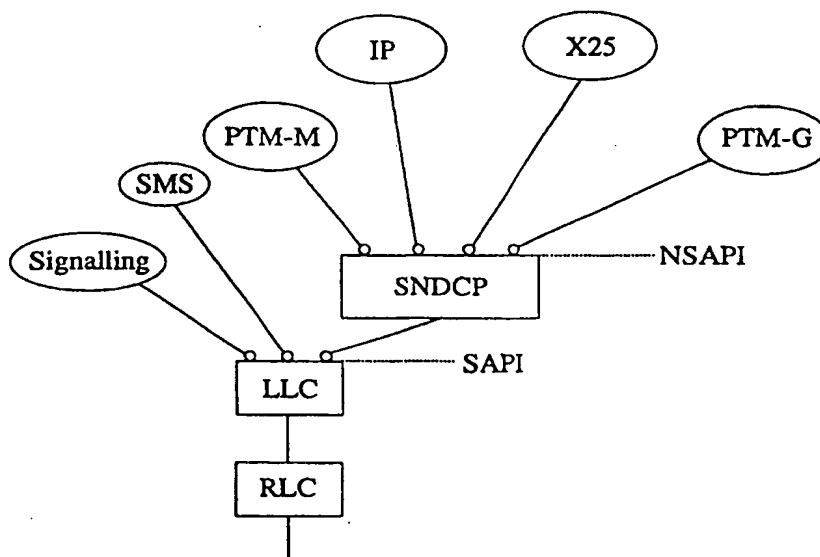 IP
X25
PTM-M
PTM-G
SMS
Signalling
NSAPI
SNDCP
SAPI
LLC
RLC